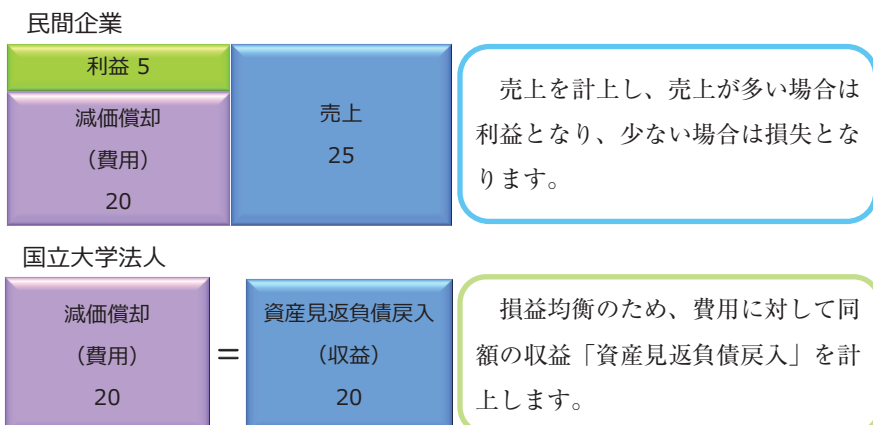 民間企業
利益 5
減価償却
（費用）
20
売上
25
売上を計上し、売上が多い場合は
利益となり、少ない場合は損失とな
ります。
国立大学法人
減価償却
（費用）
20
＝
資産見返負債戻入
（収益）
20
損益均衡のため、費用に対して同
額の収益「資産見返負債戻入」を計
上します。